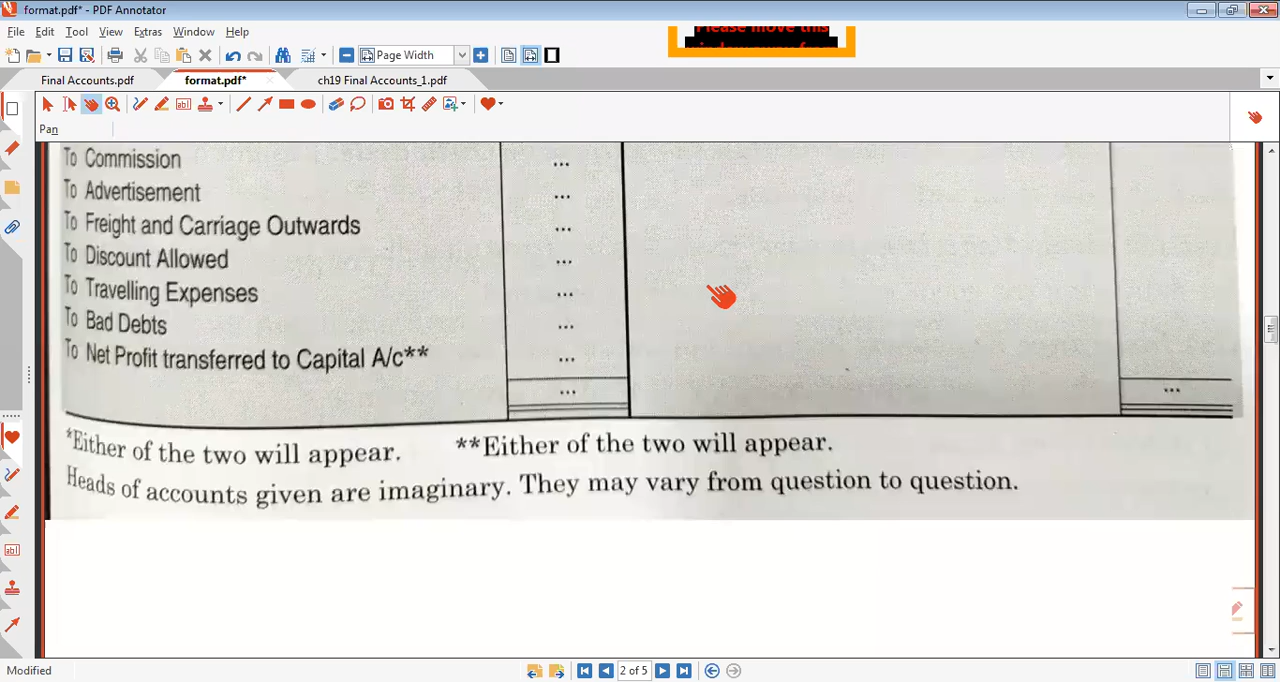 format.pdf* - PDF Annotator
File Edit Tool View Extras Window Help
Please move this
Page Width
Final Accounts.pdf format.pdf* ch19 Final Accounts_1.pdf
Pan
To Commission ...
To Advertisement ...
To Freight and Carriage Outwards ...
To Discount Allowed ...
To Travelling Expenses ...
To Bad Debts ...
To Net Profit transferred to Capital A/c** ...
... ...
*Either of the two will appear. **Either of the two will appear.
Heads of accounts given are imaginary. They may vary from question to question.
Modified 2 of 5